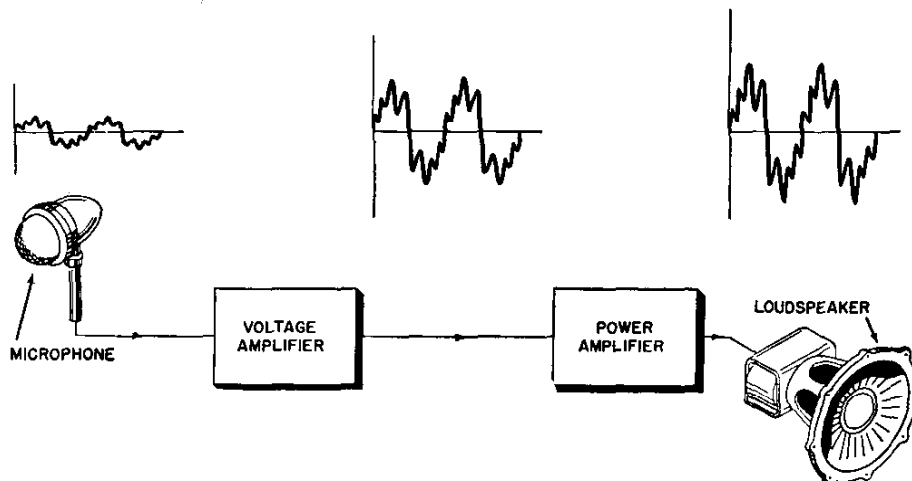 MICROPHONE
VOLTAGE
AMPLIFIER
POWER
AMPLIFIER
LOUDSPEAKER